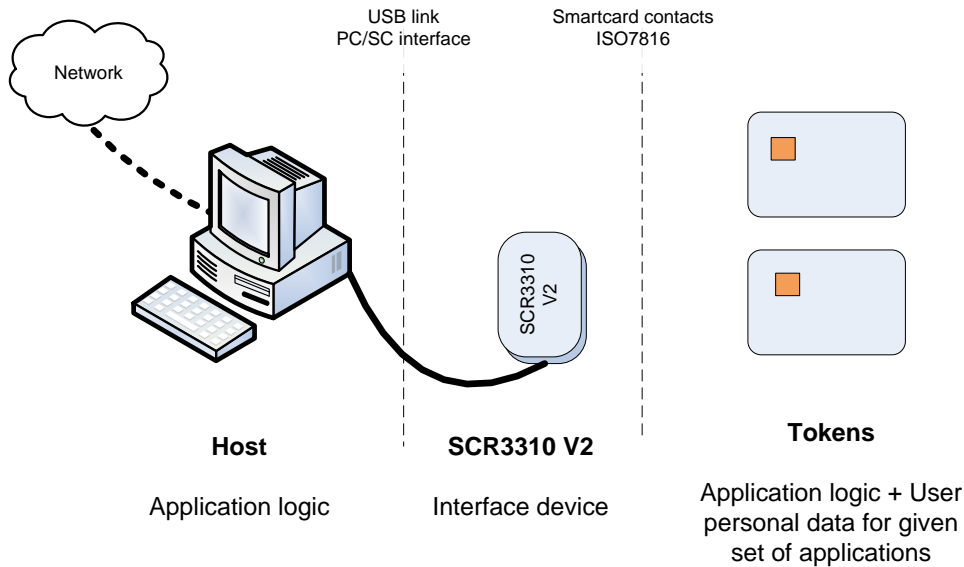 USB link
PC/SC interface
Smartcard contacts
ISO7816
Network
SCR3310
V2
Host
SCR3310 V2
Tokens
Application logic
Interface device
Application logic + User
personal data for given
set of applications